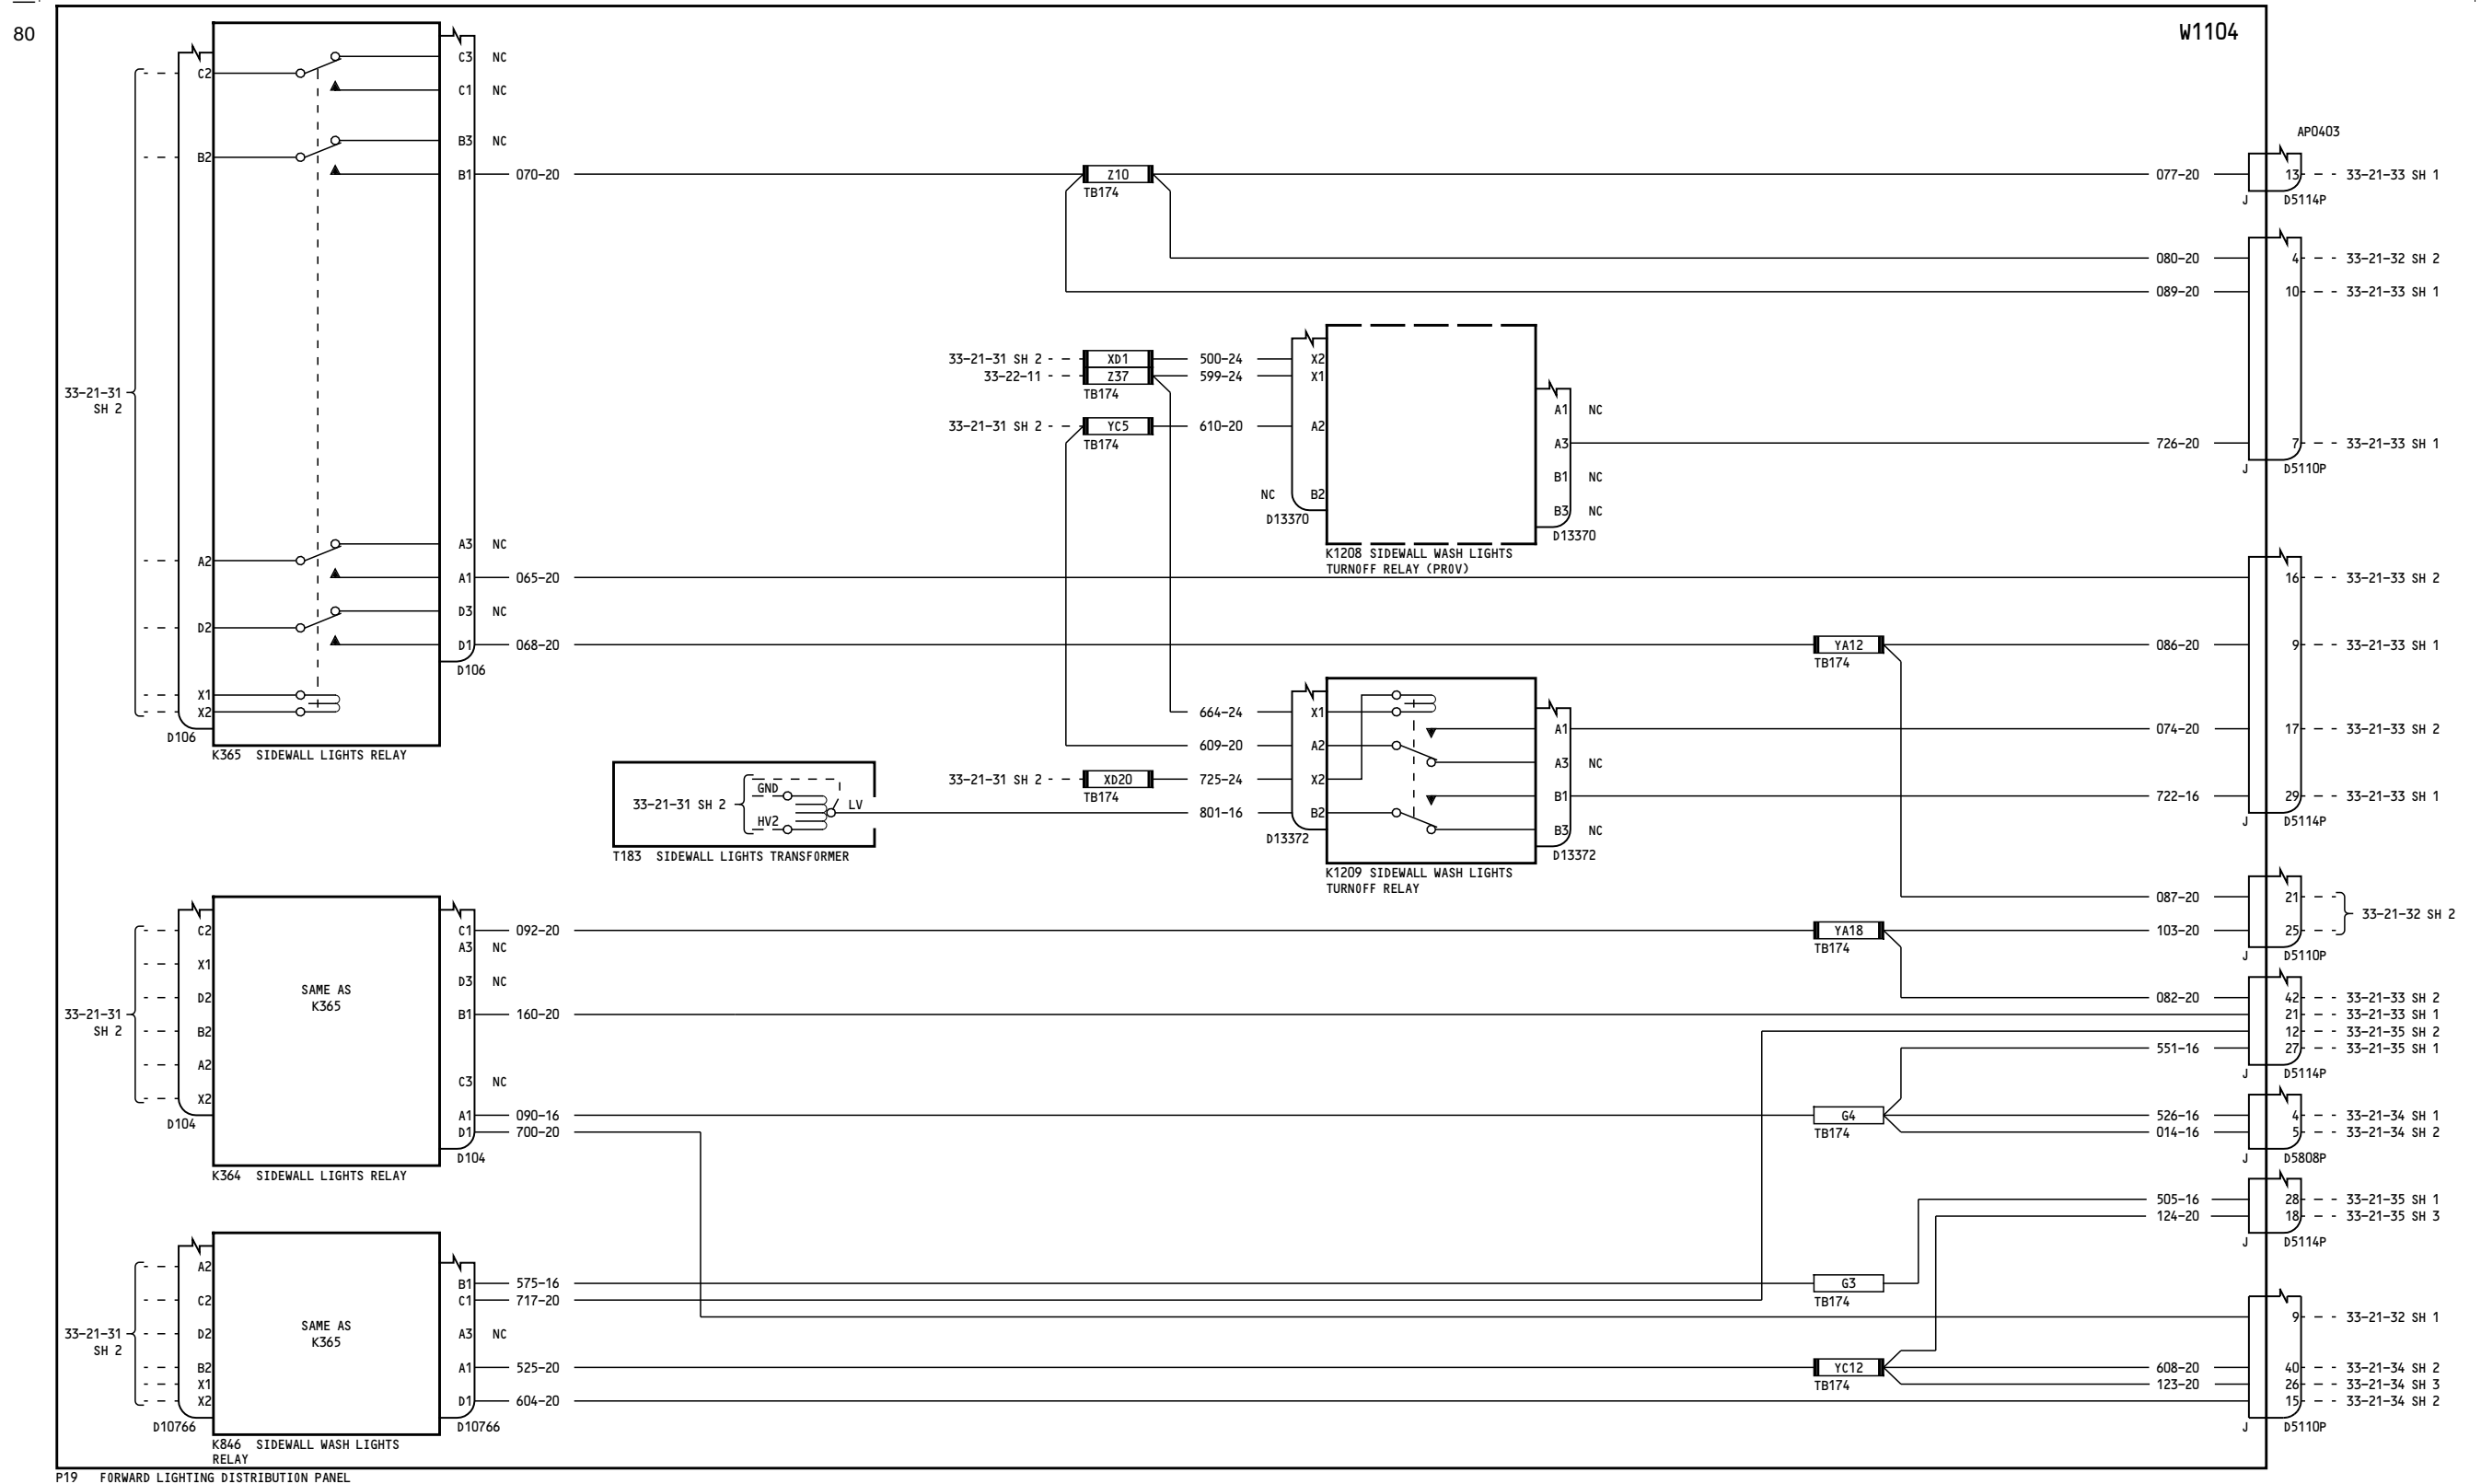 80
W1104
AP0403
C2
C3 NC
C1 NC
B2
B3 NC
B1 070-20
Z10
TB174
077-20
13
33-21-33 SH 1
J D5114P
080-20
4
33-21-32 SH 2
089-20
10
33-21-33 SH 1
33-21-31 SH 2
XD1
500-24
X2
33-22-11
Z37
599-24
X1
TB174
33-21-31
SH 2
A1 NC
33-21-31 SH 2
YC5
610-20
A2
TB174
A3
726-20
7
33-21-33 SH 1
J D5110P
B1 NC
NC B2
B3 NC
D13370
D13370
K1208 SIDEWALL WASH LIGHTS
TURNOFF RELAY (PROV)
A2
A3 NC
A1 065-20
16
33-21-33 SH 2
D2
D3 NC
D1 068-20
YA12
TB174
086-20
9
33-21-33 SH 1
D106
X1
X2
D106
K365 SIDEWALL LIGHTS RELAY
664-24
X1
A1
074-20
17
33-21-33 SH 2
609-20
A2
A3 NC
33-21-31 SH 2
XD20
725-24
X2
TB174
B1
722-16
29
33-21-33 SH 1
J D5114P
33-21-31 SH 2
GND
HV2
LV
801-16
B2
B3 NC
D13372
D13372
T183 SIDEWALL LIGHTS TRANSFORMER
K1209 SIDEWALL WASH LIGHTS
TURNOFF RELAY
087-20
21
33-21-32 SH 2
C2
C1 092-20
YA18
TB174
103-20
25
J D5110P
A3 NC
X1
D3 NC
D2
SAME AS
K365
082-20
42
33-21-33 SH 2
33-21-31
SH 2
B1 160-20
21
33-21-33 SH 1
B2
12
33-21-35 SH 2
551-16
27
33-21-35 SH 1
J D5114P
A2
C3 NC
X2
A1 090-16
G4
TB174
526-16
4
33-21-34 SH 1
D1 700-20
014-16
5
33-21-34 SH 2
J D5808P
D104
D104
K364 SIDEWALL LIGHTS RELAY
505-16
28
33-21-35 SH 1
124-20
18
33-21-35 SH 3
J D5114P
A2
B1 575-16
G3
TB174
C2
C1 717-20
9
33-21-32 SH 1
SAME AS
K365
33-21-31
SH 2
D2
A3 NC
B2
A1 525-20
YC12
TB174
608-20
40
33-21-34 SH 2
X1
123-20
26
33-21-34 SH 3
X2
D1 604-20
15
33-21-34 SH 2
J D5110P
D10766
D10766
K846 SIDEWALL WASH LIGHTS
RELAY
P19 FORWARD LIGHTING DISTRIBUTION PANEL